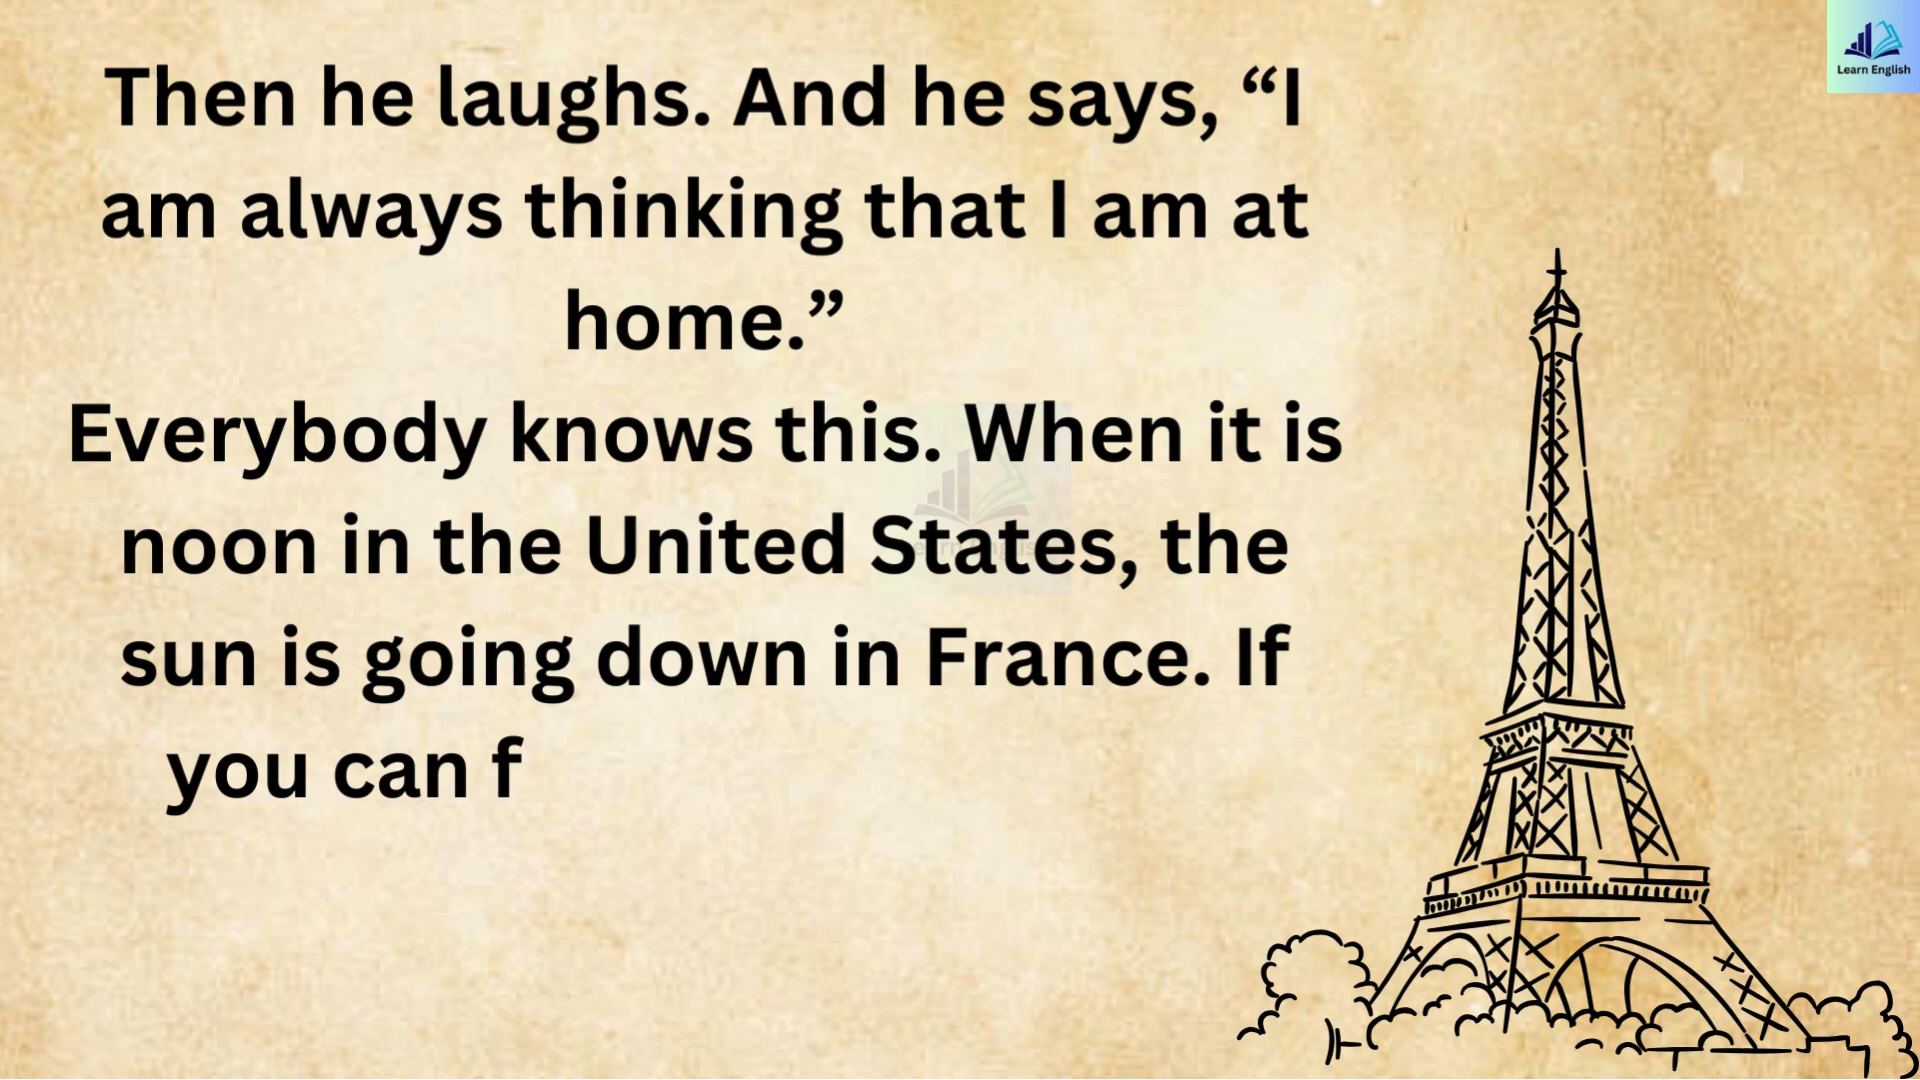 Learn English
Then he laughs. And he says, “I
am always thinking that I am at
home.”
Everybody knows this. When it is
noon in the United States, the
sun is going down in France. If
you can f